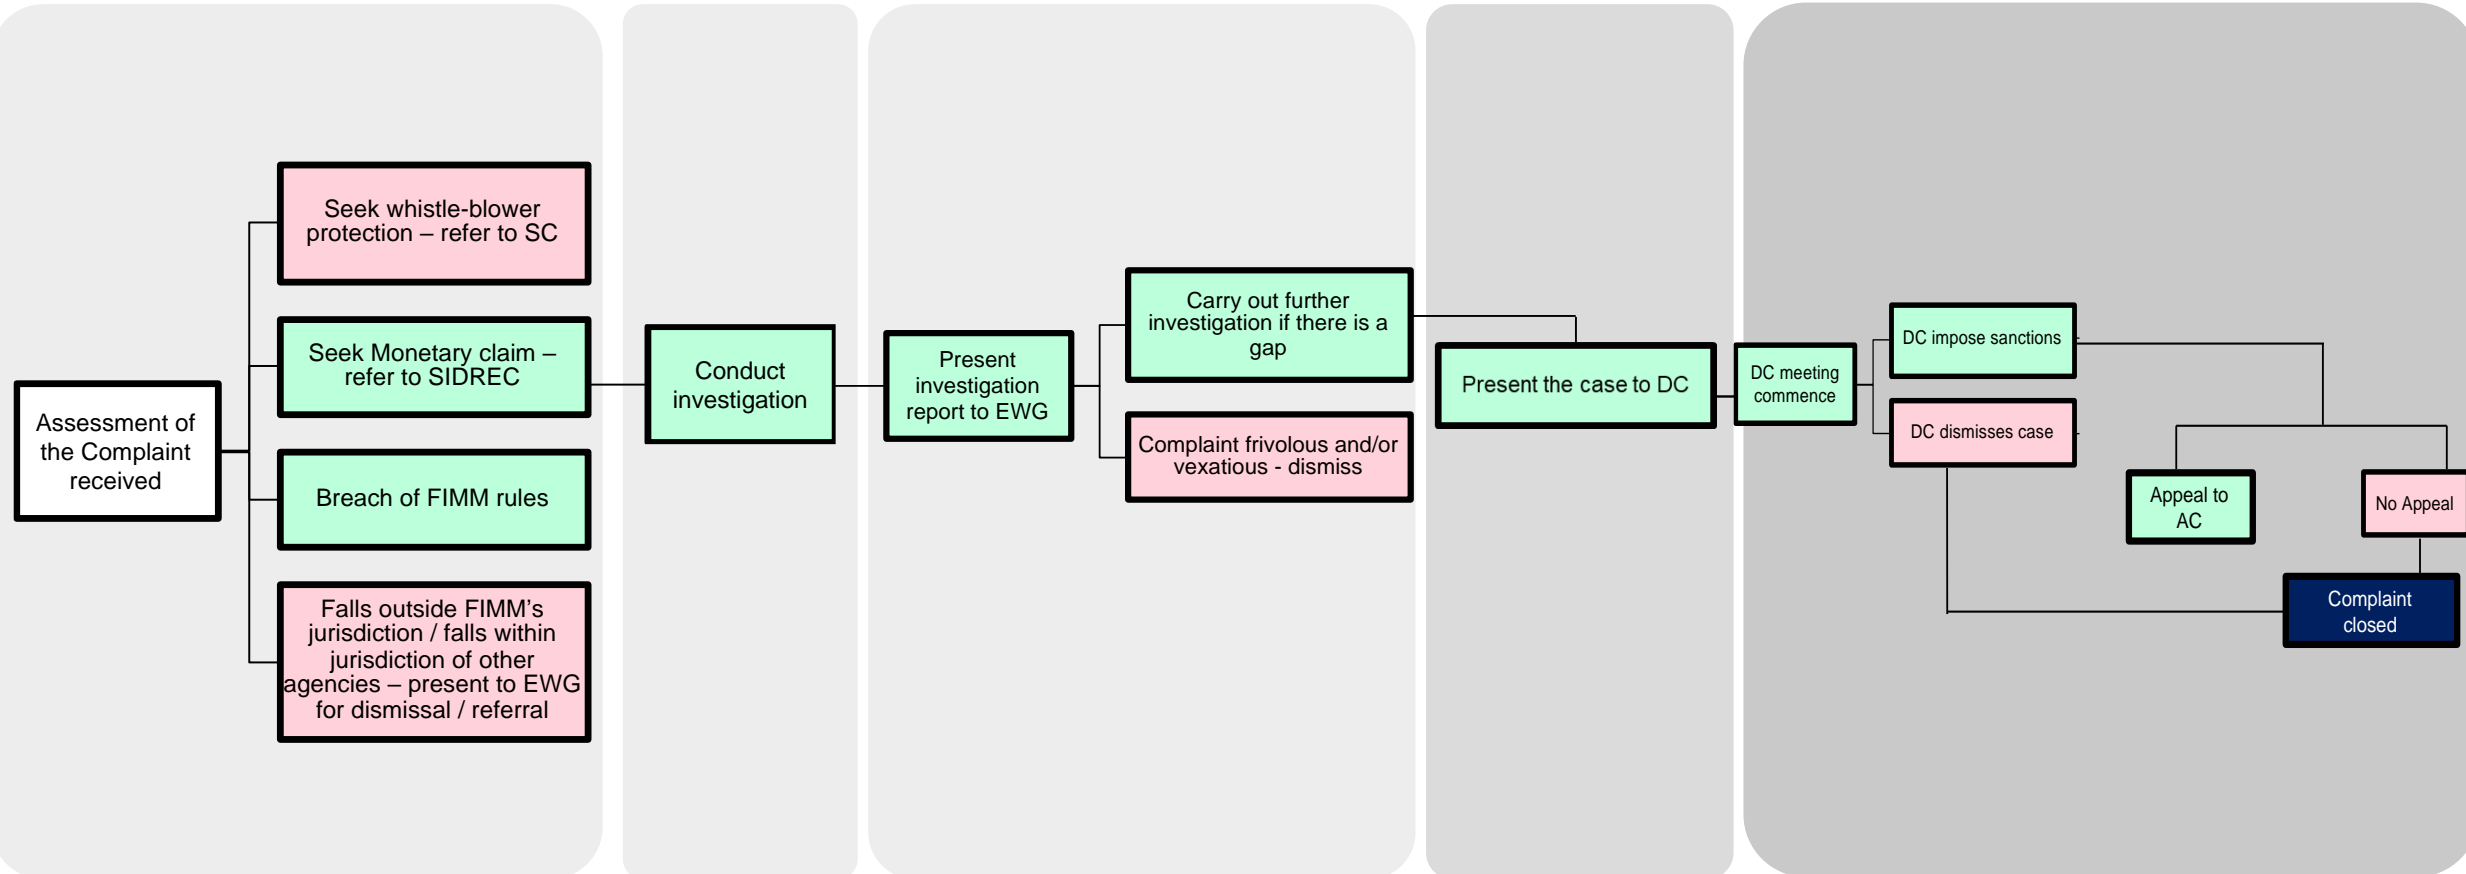 Assessment of
the Complaint
received
Seek whistle-blower
protection – refer to SC
Seek Monetary claim –
refer to SIDREC
Breach of FIMM rules
Falls outside FIMM’s
jurisdiction / falls within
jurisdiction of other
agencies – present to EWG
for dismissal / referral
Conduct
investigation
Present
investigation
report to EWG
Carry out further
investigation if there is a
gap
Complaint frivolous and/or
vexatious - dismiss
Present the case to DC
DC meeting
commence
DC impose sanctions
DC dismisses case
Appeal to
AC
No Appeal
Complaint
closed